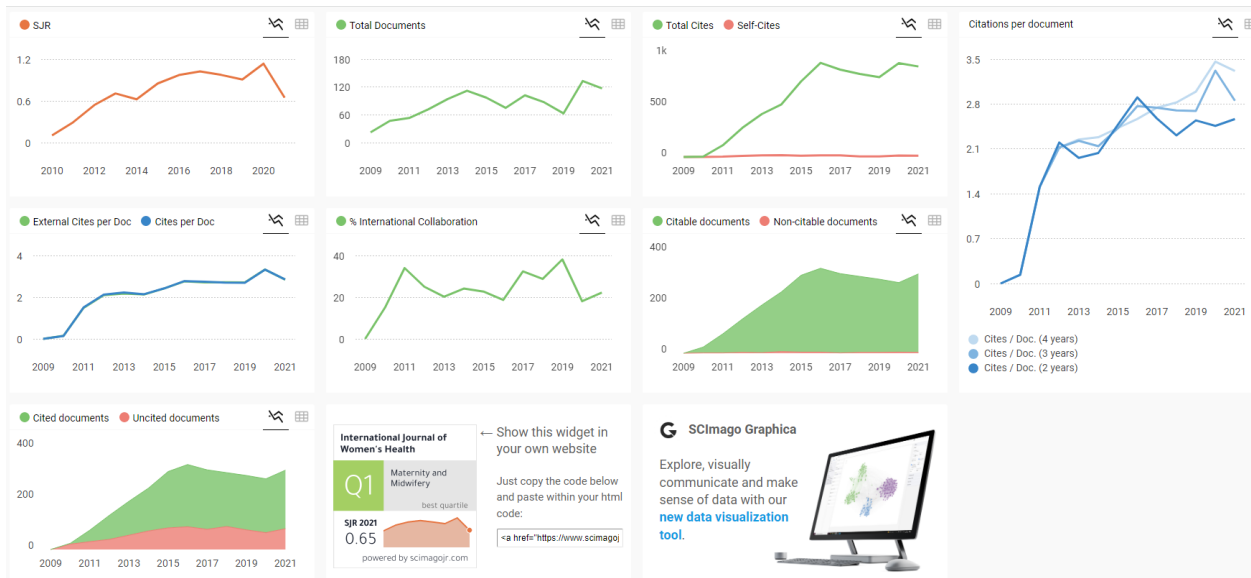 SJR
1.2
0.6
0
2010 2012 2014 2016 2018 2020
Total Documents
180
120
60
0
2009 2011 2013 2015 2017 2019 2021
Total Cites Self-Cites
1k
500
0
2009 2011 2013 2015 2017 2019 2021
Citations per document
3.5
2.8
2.1
1.4
0.7
0
2009 2011 2013 2015 2017 2019 2021
Cites / Doc. (4 years)
Cites / Doc. (3 years)
Cites / Doc. (2 years)
External Cites per Doc Cites per Doc
4
2
0
2009 2011 2013 2015 2017 2019 2021
% International Collaboration
40
20
0
2009 2011 2013 2015 2017 2019 2021
Citable documents Non-citable documents
400
200
0
2009 2011 2013 2015 2017 2019 2021
Cited documents Uncited documents
400
200
0
2009 2011 2013 2015 2017 2019 2021
International Journal of
Women's Health
Q1
Maternity and
Midwifery
best quartile
SJR 2021
0.65
powered by scimagojr.com
← Show this widget in
your own website
Just copy the code below
and paste within your html
code:
<a href="https://www.scimagoj
SCImago Graphica
Explore, visually
communicate and make
sense of data with our
new data visualization
tool.